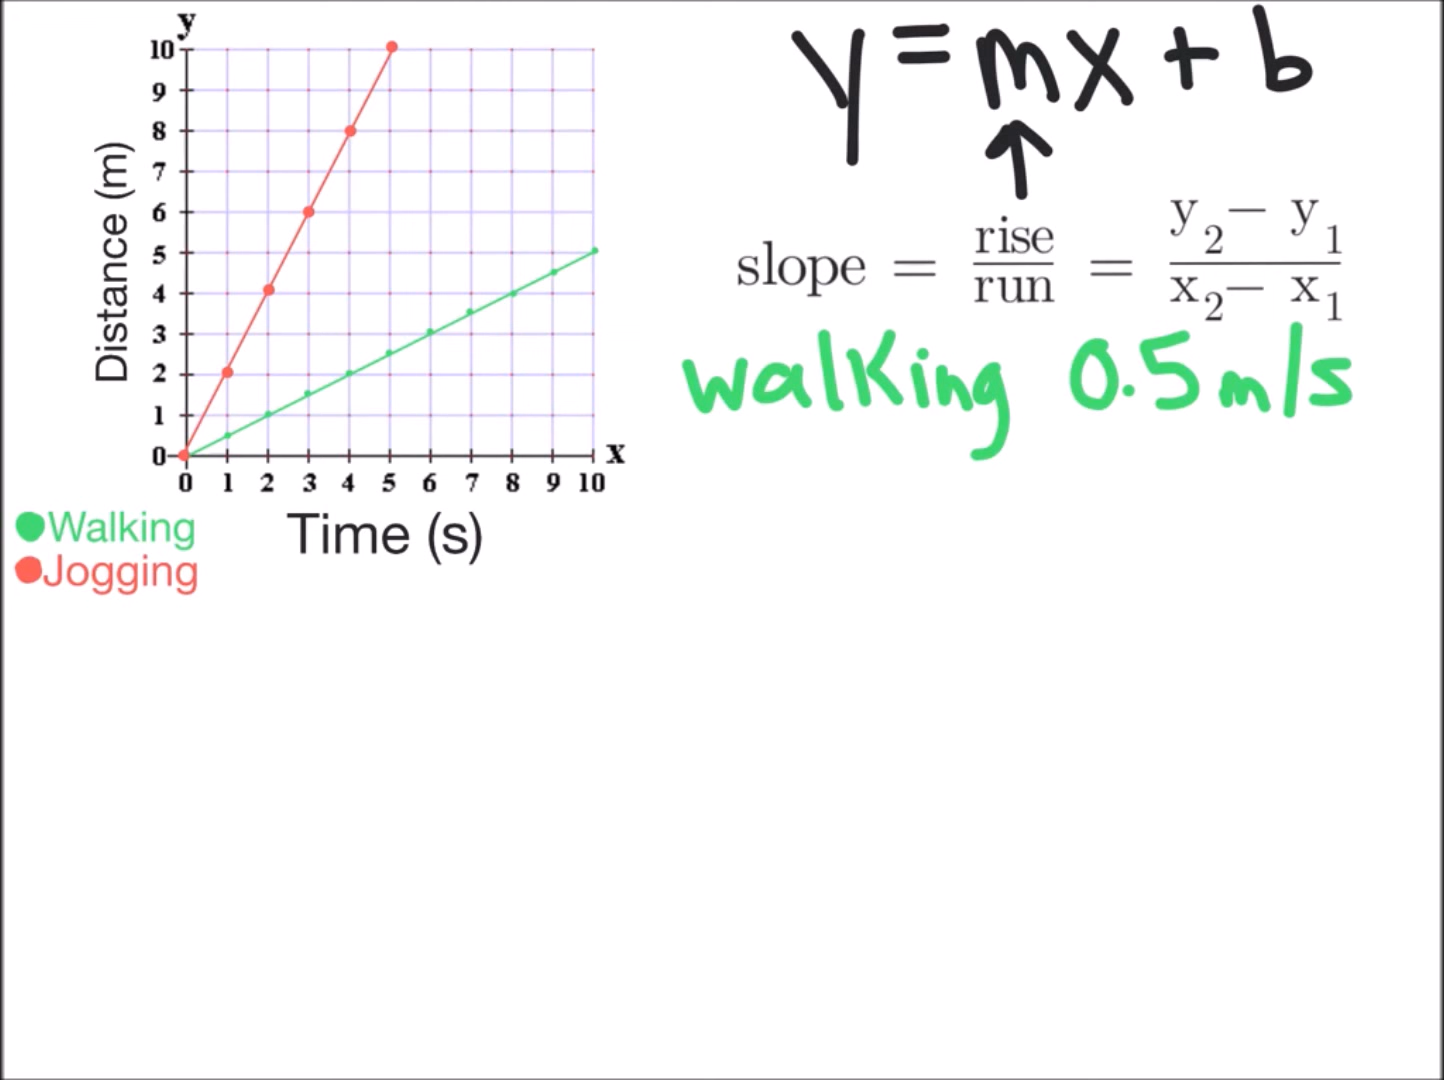 y
10
9
8
7
6
5
4
3
2
1
0
0 1 2 3 4 5 6 7 8 9 10
x
Distance (m)
Time (s)
Walking
Jogging
y = mx + b
slope = rise/run = y₂ − y₁ / x₂ − x₁
walking 0.5 m/s